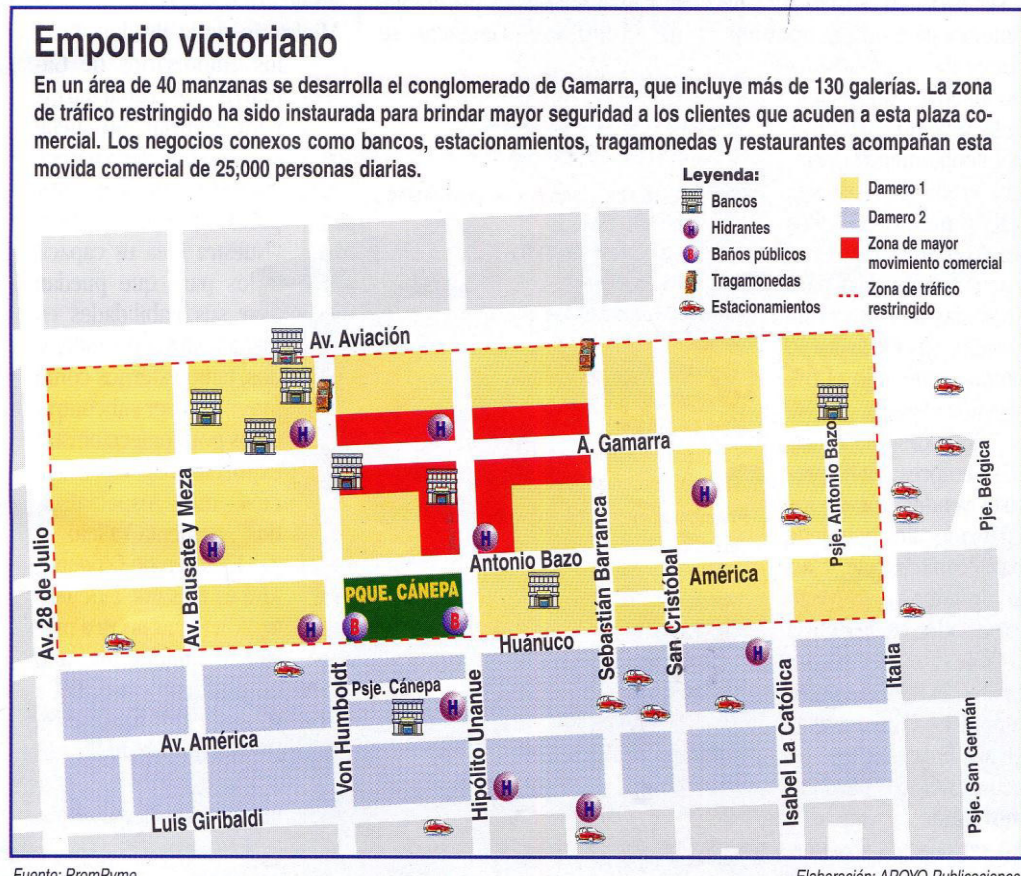 Emporio victoriano
En un área de 40 manzanas se desarrolla el conglomerado de Gamarra, que incluye más de 130 galerías. La zona
de tráfico restringido ha sido instaurada para brindar mayor seguridad a los clientes que acuden a esta plaza co-
mercial. Los negocios conexos como bancos, estacionamientos, tragamonedas y restaurantes acompañan esta
movida comercial de 25,000 personas diarias.
Leyenda:
Bancos
H Hidrantes
B Baños públicos
Tragamonedas
Estacionamientos
Damero 1
Damero 2
Zona de mayor
movimiento comercial
Zona de tráfico
restringido
Av. Aviación
H
H
A. Gamarra
Psje. Antonio Bazo
Pje. Bélgica
H
Av. 28 de Julio
Av. Bausate y Meza
H
H
Antonio Bazo
Sebastián Barranca
San Cristóbal
América
PQUE. CÁNEPA
H
B
B
Huánuco
H
Italia
Von Humboldt
Psje. Cánepa
H
Hipólito Unanue
Isabel La Católica
Psje. San Germán
Av. América
H
H
Luis Giribaldi
Fuente: PromPyme
Elaboración: APOYO Publicaciones